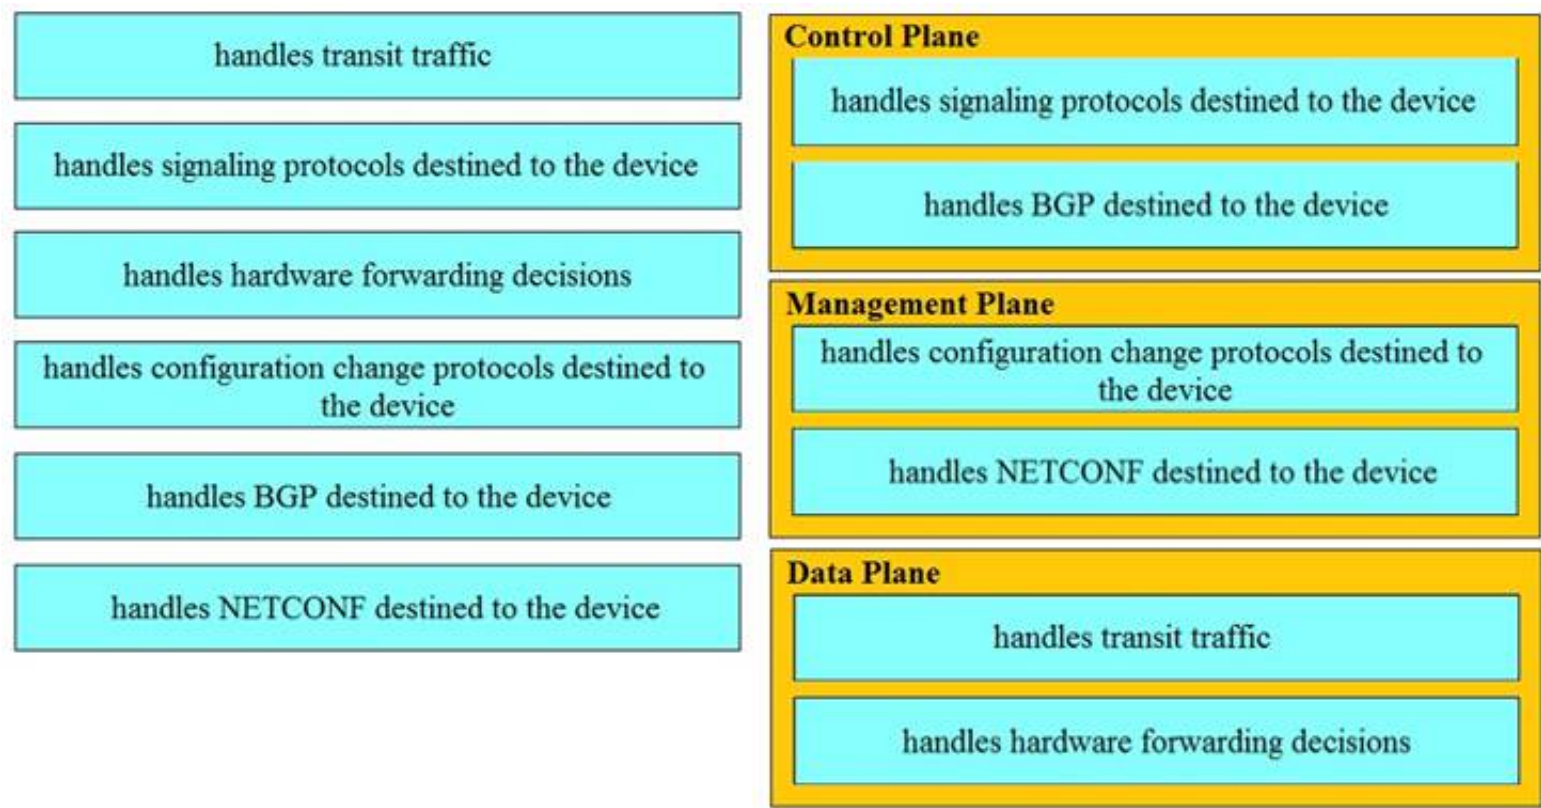 handles transit traffic
handles signaling protocols destined to the device
handles hardware forwarding decisions
handles configuration change protocols destined to
the device
handles BGP destined to the device
handles NETCONF destined to the device
Control Plane
handles signaling protocols destined to the device
handles BGP destined to the device
Management Plane
handles configuration change protocols destined to
the device
handles NETCONF destined to the device
Data Plane
handles transit traffic
handles hardware forwarding decisions